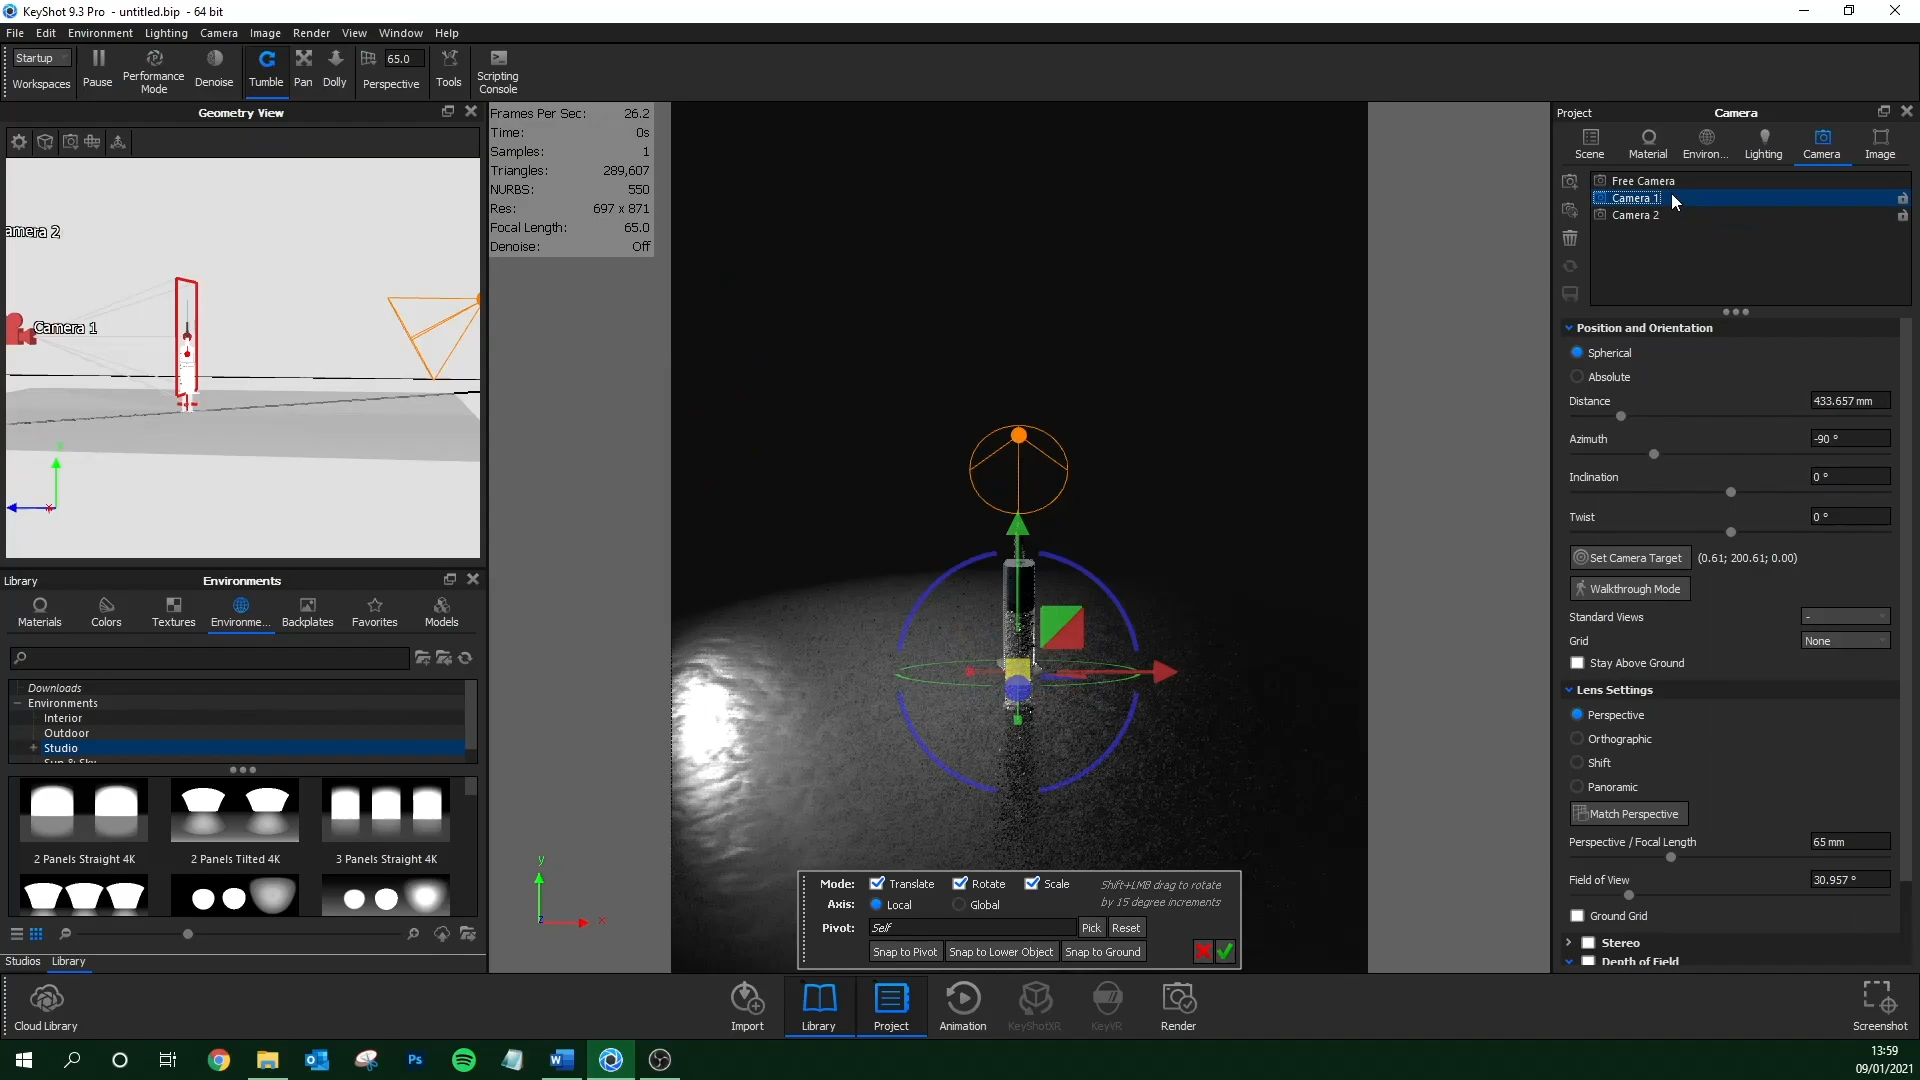 KeyShot 9.3 Pro - untitled.bip - 64 bit
File Edit Environment Lighting Camera Image Render View Window Help
Startup
Workspaces
Pause
Performance Mode
Denoise
Tumble
Pan
Dolly
65.0
Perspective
Tools
Scripting Console
Geometry View
amera 2
Camera 1
Library
Environments
Materials
Colors
Textures
Environme...
Backplates
Favorites
Models
Downloads
Environments
Interior
Outdoor
Studio
Sun & Sky
2 Panels Straight 4K
2 Panels Tilted 4K
3 Panels Straight 4K
Studios Library
Cloud Library
Frames Per Sec: 26.2
Time: 0s
Samples: 1
Triangles: 289,607
NURBS: 550
Res: 697 x 871
Focal Length: 65.0
Denoise: Off
y
z
x
Mode: Translate Rotate Scale
Shift+LMB drag to rotate
by 15 degree increments
Axis: Local Global
Pivot: Self Pick Reset
Snap to Pivot Snap to Lower Object Snap to Ground
Import
Library
Project
Animation
KeyShotXR
KeyVR
Render
Screenshot
Project
Camera
Scene
Material
Environ...
Lighting
Camera
Image
Free Camera
Camera 1
Camera 2
Position and Orientation
Spherical
Absolute
Distance 433.657 mm
Azimuth -90 °
Inclination 0 °
Twist 0 °
Set Camera Target (0.61; 200.61; 0.00)
Walkthrough Mode
Standard Views -
Grid None
Stay Above Ground
Lens Settings
Perspective
Orthographic
Shift
Panoramic
Match Perspective
Perspective / Focal Length 65 mm
Field of View 30.957 °
Ground Grid
Stereo
Depth of Field
13:59
09/01/2021